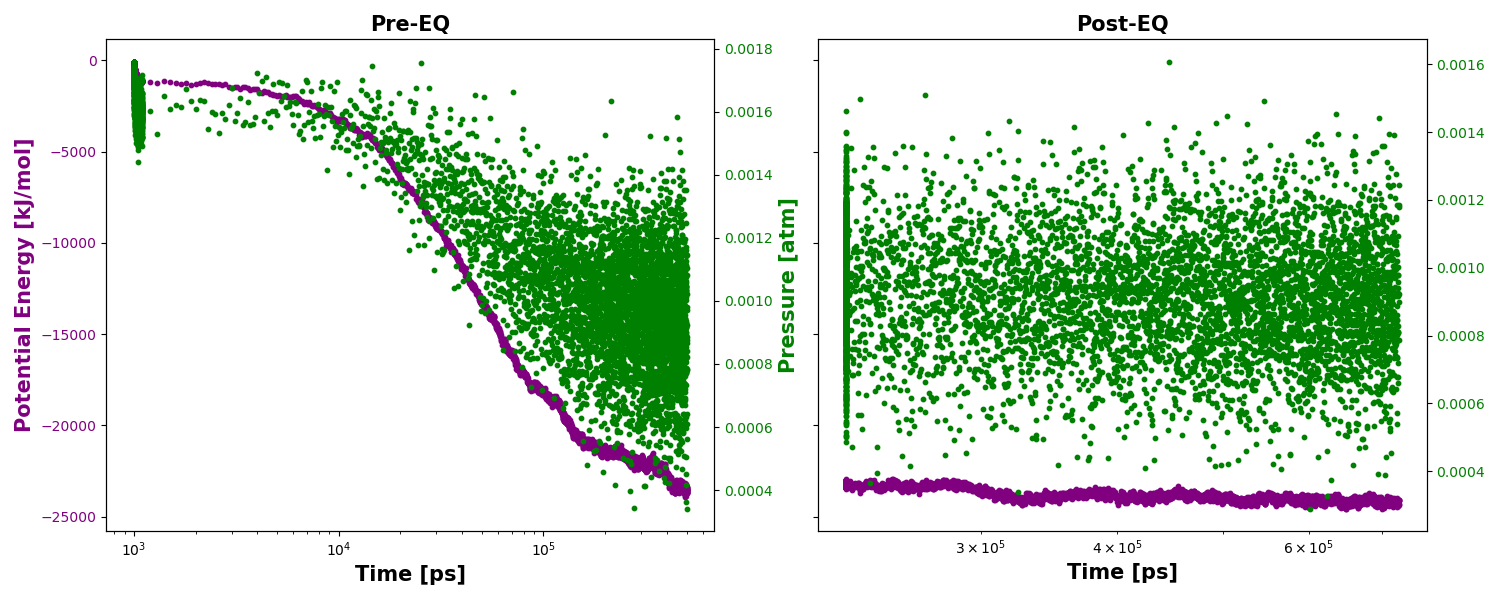 Pre-EQ
Post-EQ
Potential Energy [kJ/mol]
0
−5000
−10000
−15000
−20000
−25000
0.0018
0.0016
0.0014
0.0012
0.0010
0.0008
0.0006
0.0004
Pressure [atm]
0.0016
0.0014
0.0012
0.0010
0.0008
0.0006
0.0004
10³
10⁴
10⁵
3 × 10⁵
4 × 10⁵
6 × 10⁵
Time [ps]
Time [ps]